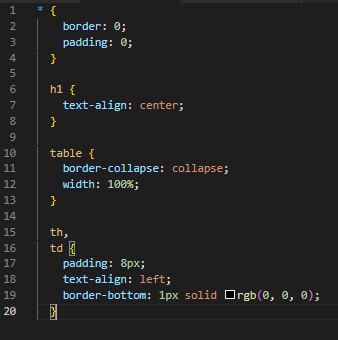 1 * {
2 border: 0;
3 padding: 0;
4 }
5
6 h1 {
7 text-align: center;
8 }
9
10 table {
11 border-collapse: collapse;
12 width: 100%;
13 }
14
15 th,
16 td {
17 padding: 8px;
18 text-align: left;
19 border-bottom: 1px solid rgb(0, 0, 0);
20 }